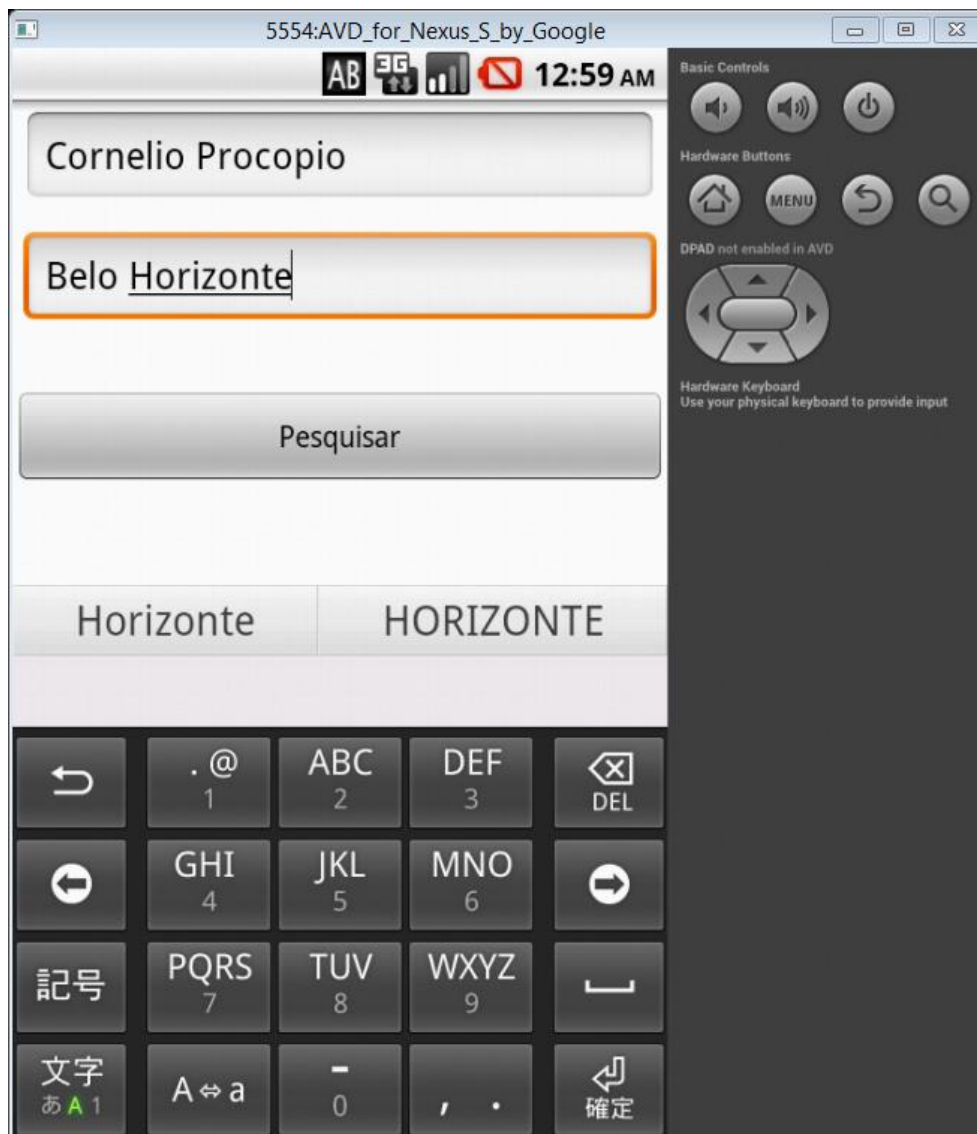 5554:AVD_for_Nexus_S_by_Google
AB 3G 12:59 AM
Cornelio Procopio
Belo Horizonte
Pesquisar
Horizonte HORIZONTE
. @ ABC DEF
1 2 3 DEL
GHI JKL MNO
4 5 6
記号 PQRS TUV WXYZ
7 8 9
文字 A⇔a - , .
あA1 0 確定
Basic Controls
Hardware Buttons
MENU
DPAD not enabled in AVD
Hardware Keyboard
Use your physical keyboard to provide input